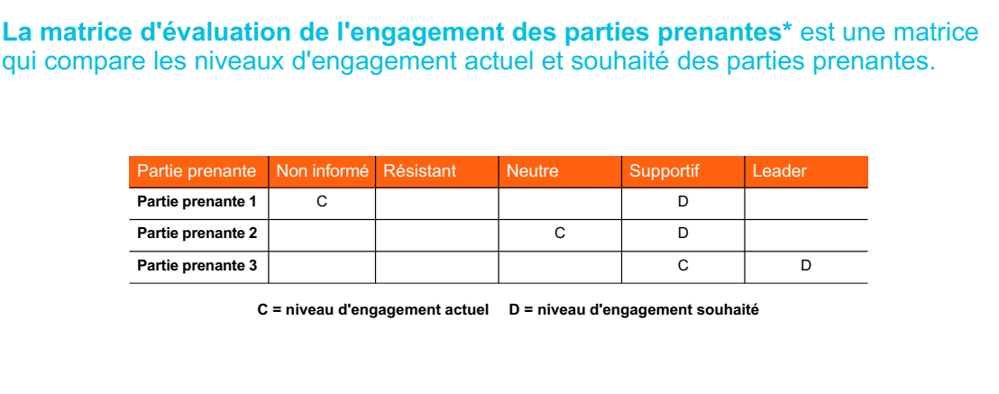 La matrice d'évaluation de l'engagement des parties prenantes* est une matrice
qui compare les niveaux d'engagement actuel et souhaité des parties prenantes.
Partie prenante Non informé Résistant Neutre Supportif Leader
Partie prenante 1 C D
Partie prenante 2 C D
Partie prenante 3 C D
C = niveau d'engagement actuel D = niveau d'engagement souhaité